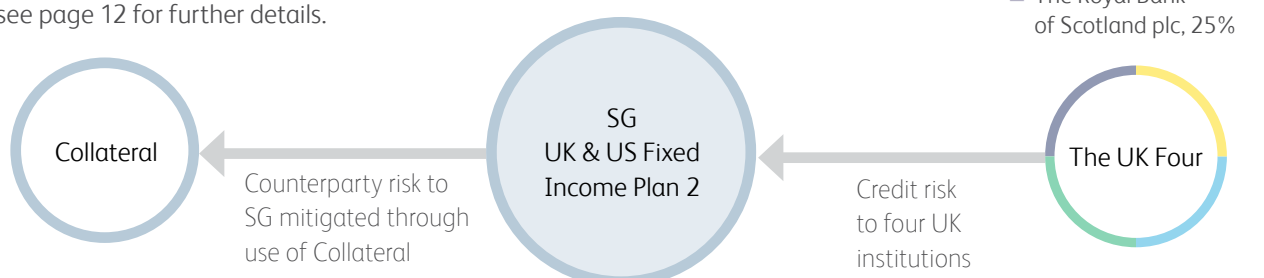 see page 12 for further details.
– The Royal Bank
of Scotland plc, 25%
Collateral
Counterparty risk to
SG mitigated through
use of Collateral
SG
UK & US Fixed
Income Plan 2
Credit risk
to four UK
institutions
The UK Four